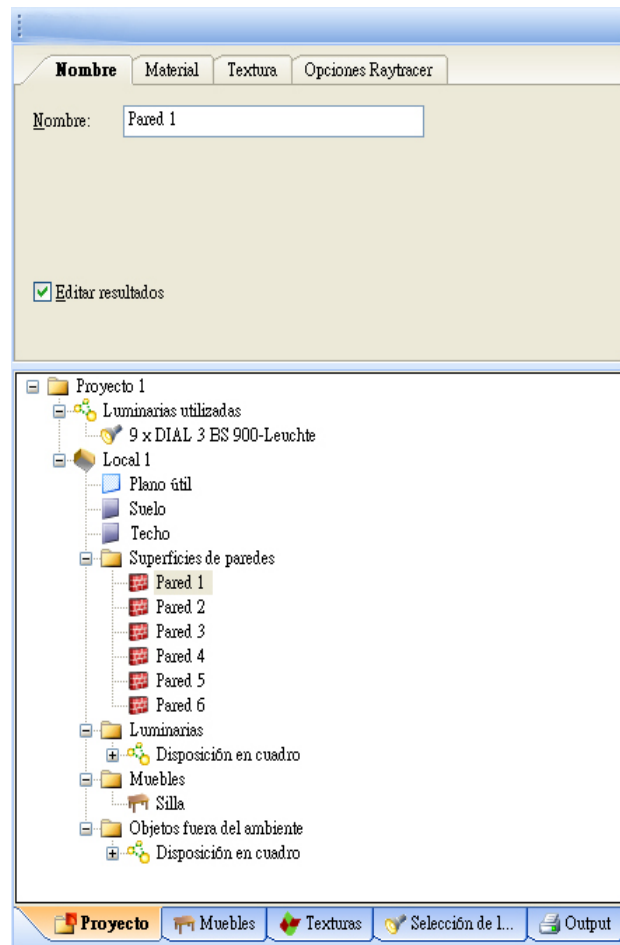 Nombre Material Textura Opciones Raytracer
Nombre: Pared 1
Editar resultados
Proyecto 1
Luminarias utilizadas
9 x DIAL 3 BS 900-Leuchte
Local 1
Plano útil
Suelo
Techo
Superficies de paredes
Pared 1
Pared 2
Pared 3
Pared 4
Pared 5
Pared 6
Luminarias
Disposición en cuadro
Muebles
Silla
Objetos fuera del ambiente
Disposición en cuadro
Proyecto Muebles Texturas Selección de l... Output